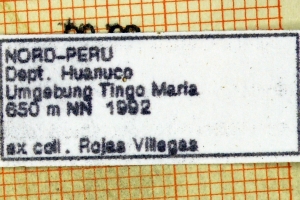 NORD-PERU
Dept. Huanuco
Umgebung Tingo Maria
650 m NN 1992
ex coll. Rojas Villegas